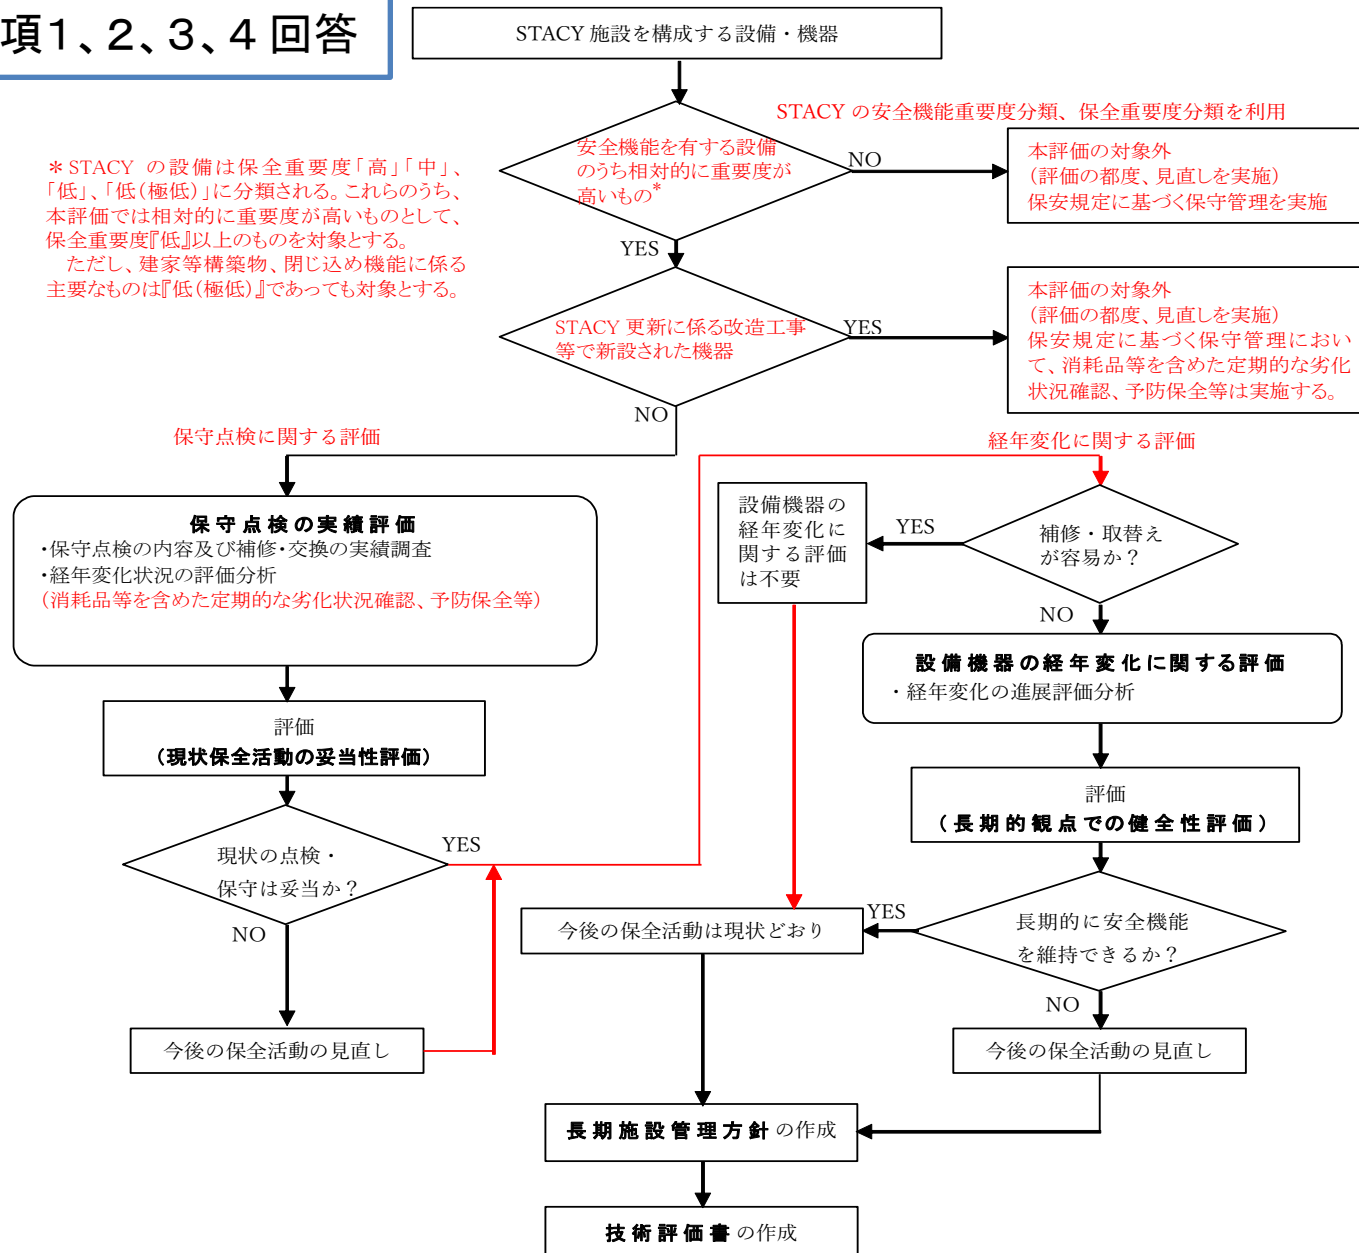 項１、２、３、４ 回答
STACY 施設を構成する設備・機器
STACY の安全機能重要度分類、保全重要度分類を利用
安全機能を有する設備
のうち相対的に重要度が
高いもの*
NO
本評価の対象外
(評価の都度、見直しを実施)
保安規定に基づく保守管理を実施
＊STACY の設備は保全重要度「高」「中」、
「低」、「低(極低)」に分類される。これらのうち、
本評価では相対的に重要度が高いものとして、
保全重要度『低』以上のものを対象とする。
ただし、建家等構築物、閉じ込め機能に係る
主要なものは『低(極低)』であっても対象とする。
YES
STACY 更新に係る改造工事
等で新設された機器
YES
本評価の対象外
(評価の都度、見直しを実施)
保安規定に基づく保守管理におい
て、消耗品等を含めた定期的な劣化
状況確認、予防保全等は実施する。
NO
保守点検に関する評価
経年変化に関する評価
保守点検の実績評価
・保守点検の内容及び補修・交換の実績調査
・経年変化状況の評価分析
(消耗品等を含めた定期的な劣化状況確認、予防保全等)
設備機器の
経年変化に
関する評価
は不要
YES
補修・取替え
が容易か？
NO
設備機器の経年変化に関する評価
・経年変化の進展評価分析
評価
(現状保全活動の妥当性評価)
評価
(長期的観点での健全性評価)
現状の点検・
保守は妥当か？
YES
NO
今後の保全活動は現状どおり
YES
長期的に安全機能
を維持できるか？
NO
今後の保全活動の見直し
今後の保全活動の見直し
長期施設管理方針の作成
技術評価書の作成